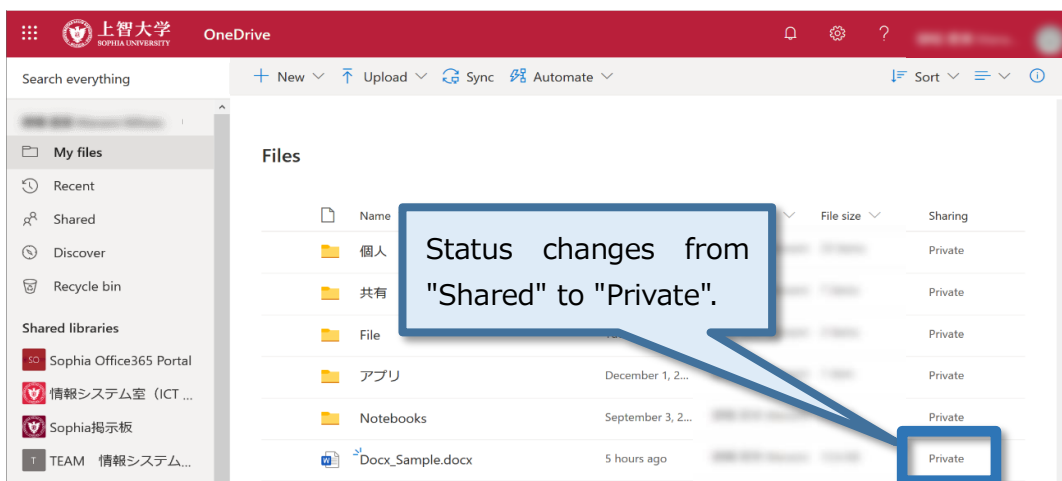 上智大学
SOPHIA UNIVERSITY
OneDrive
?
Search everything
+ New Upload Sync Automate Sort
My files
Recent
Shared
Discover
Recycle bin
Shared libraries
SO Sophia Office365 Portal
情報システム室（ICT ...
Sophia掲示板
T TEAM 情報システム...
Files
Name File size Sharing
個人 Private
共有 Private
File Private
アプリ December 1, 2... Private
Notebooks September 3, 2... Private
Docx_Sample.docx 5 hours ago Private
Status changes from
"Shared" to "Private".